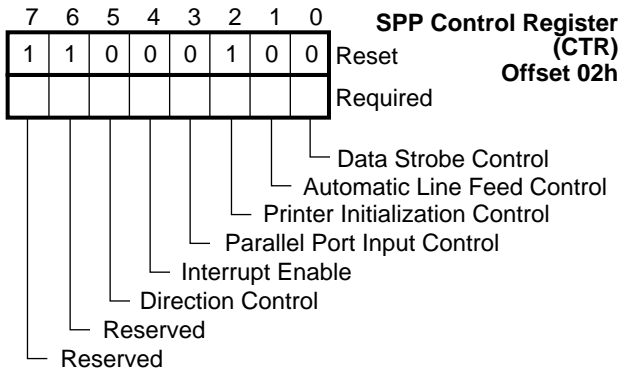 7 6 5 4 3 2 1 0
SPP Control Register
(CTR)
Offset 02h
1 1 0 0 0 1 0 0 Reset
Required
Data Strobe Control
Automatic Line Feed Control
Printer Initialization Control
Parallel Port Input Control
Interrupt Enable
Direction Control
Reserved
Reserved